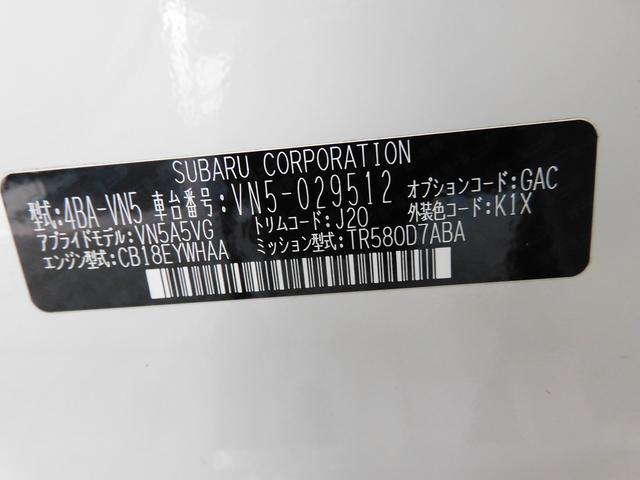 SUBARU CORPORATION
型式:4BA-VN5 車台番号:VN5-029512 オプションコード:GAC
アプライドモデル:VN5A5VG トリムコード:J20 外装色コード:K1X
エンジン型式:CB18EYWHAA ミッション型式:TR580D7ABA